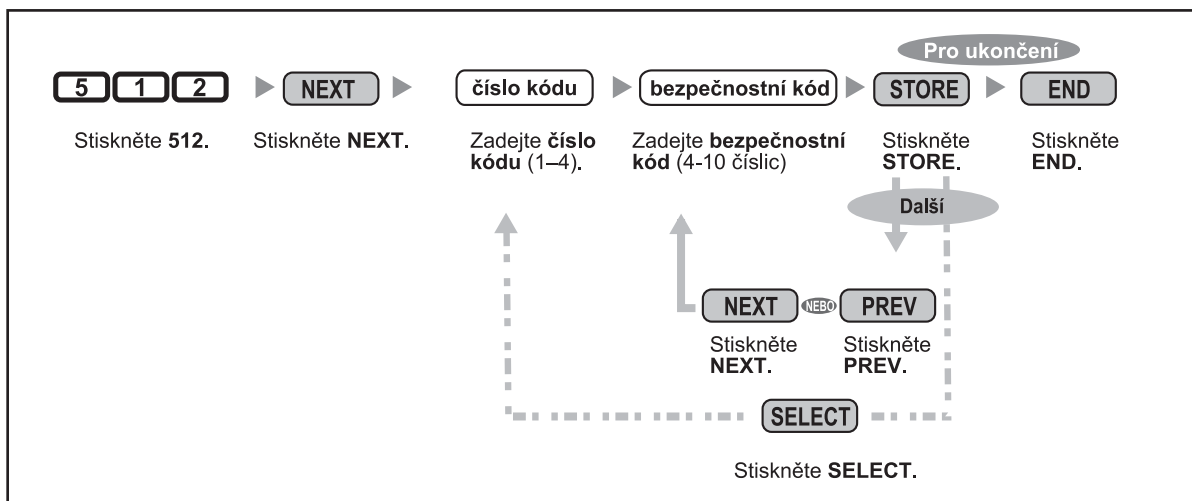 Pro ukončení
5 1 2 NEXT číslo kódu bezpečnostní kód STORE END
Stiskněte 512. Stiskněte NEXT. Zadejte číslo Zadejte bezpečnostní Stiskněte Stiskněte
kódu (1–4). kód (4-10 číslic) STORE. END.
Další
NEXT NEBO PREV
Stiskněte Stiskněte
NEXT. PREV.
SELECT
Stiskněte SELECT.